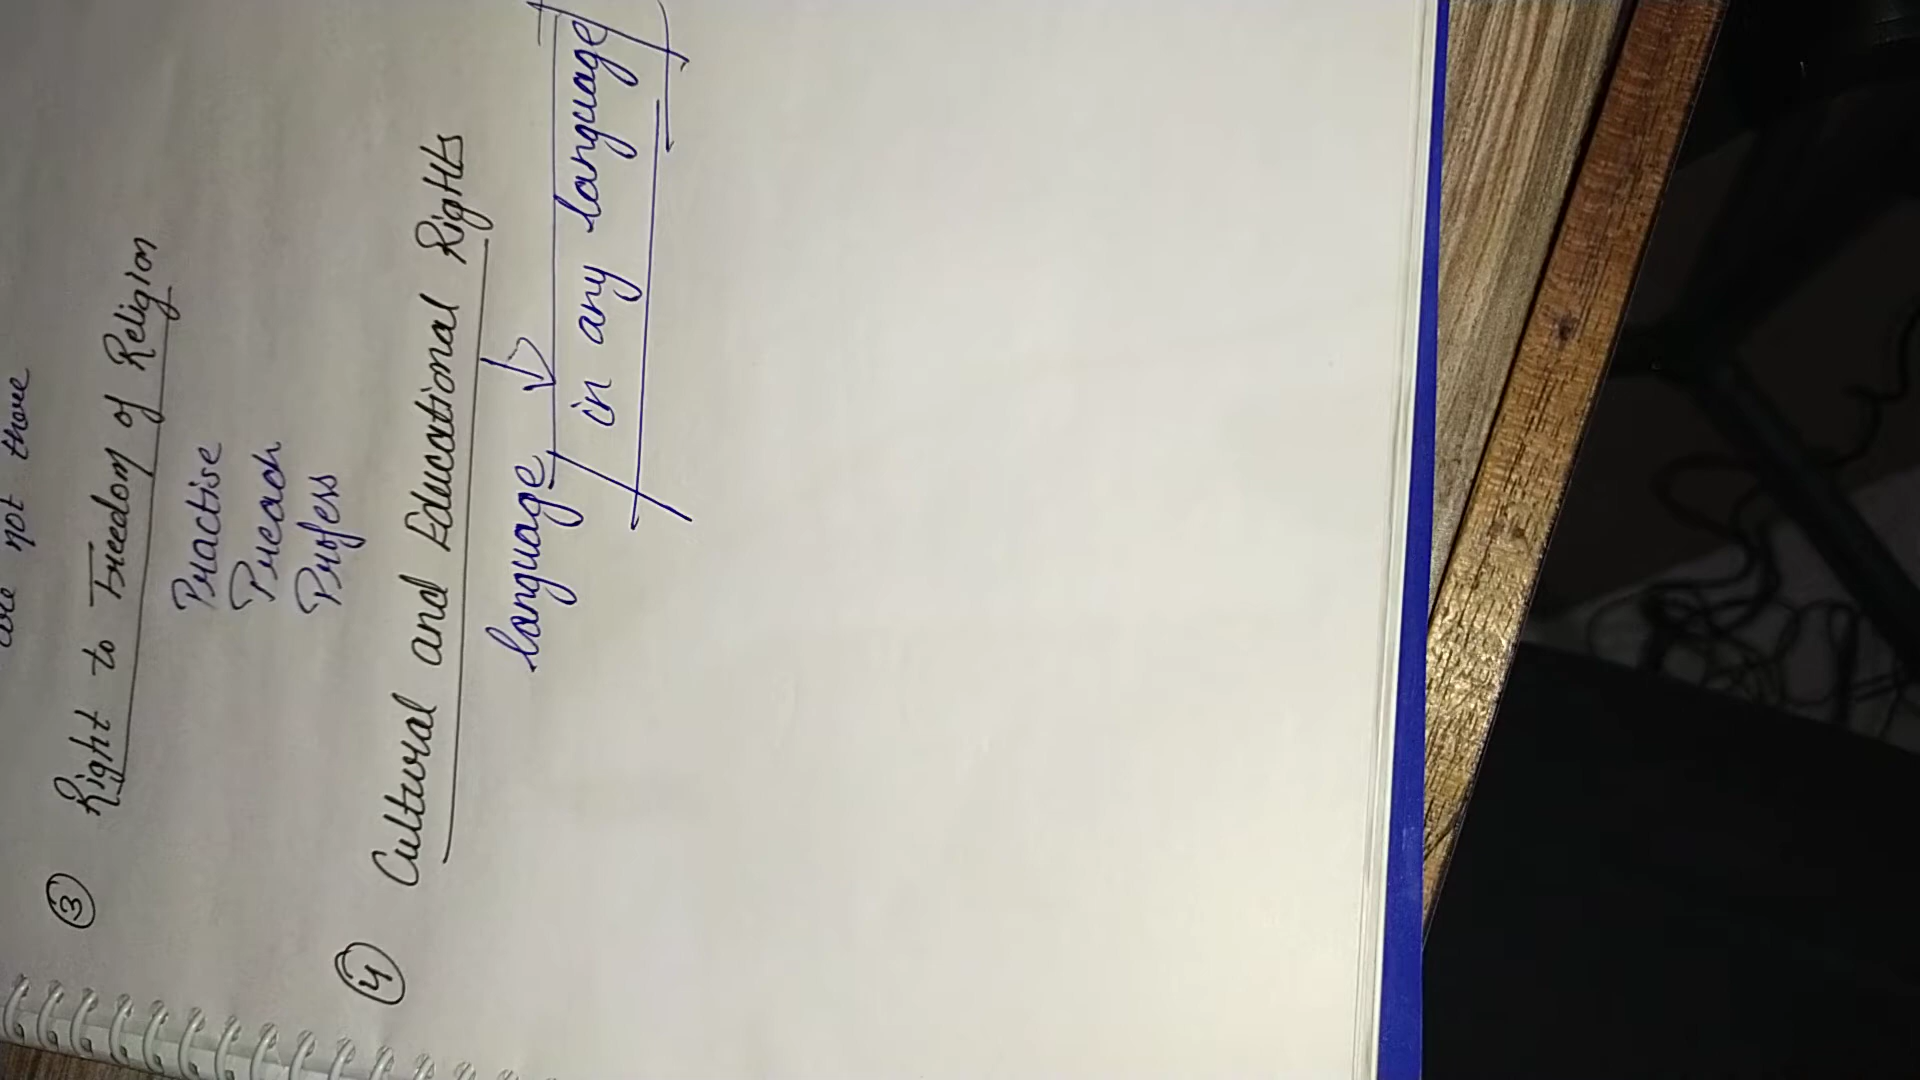 are not there
③ Right to Freedom of Religion
Practise
Preach
Profess
④ Cultural and Educational Rights
language
in any language